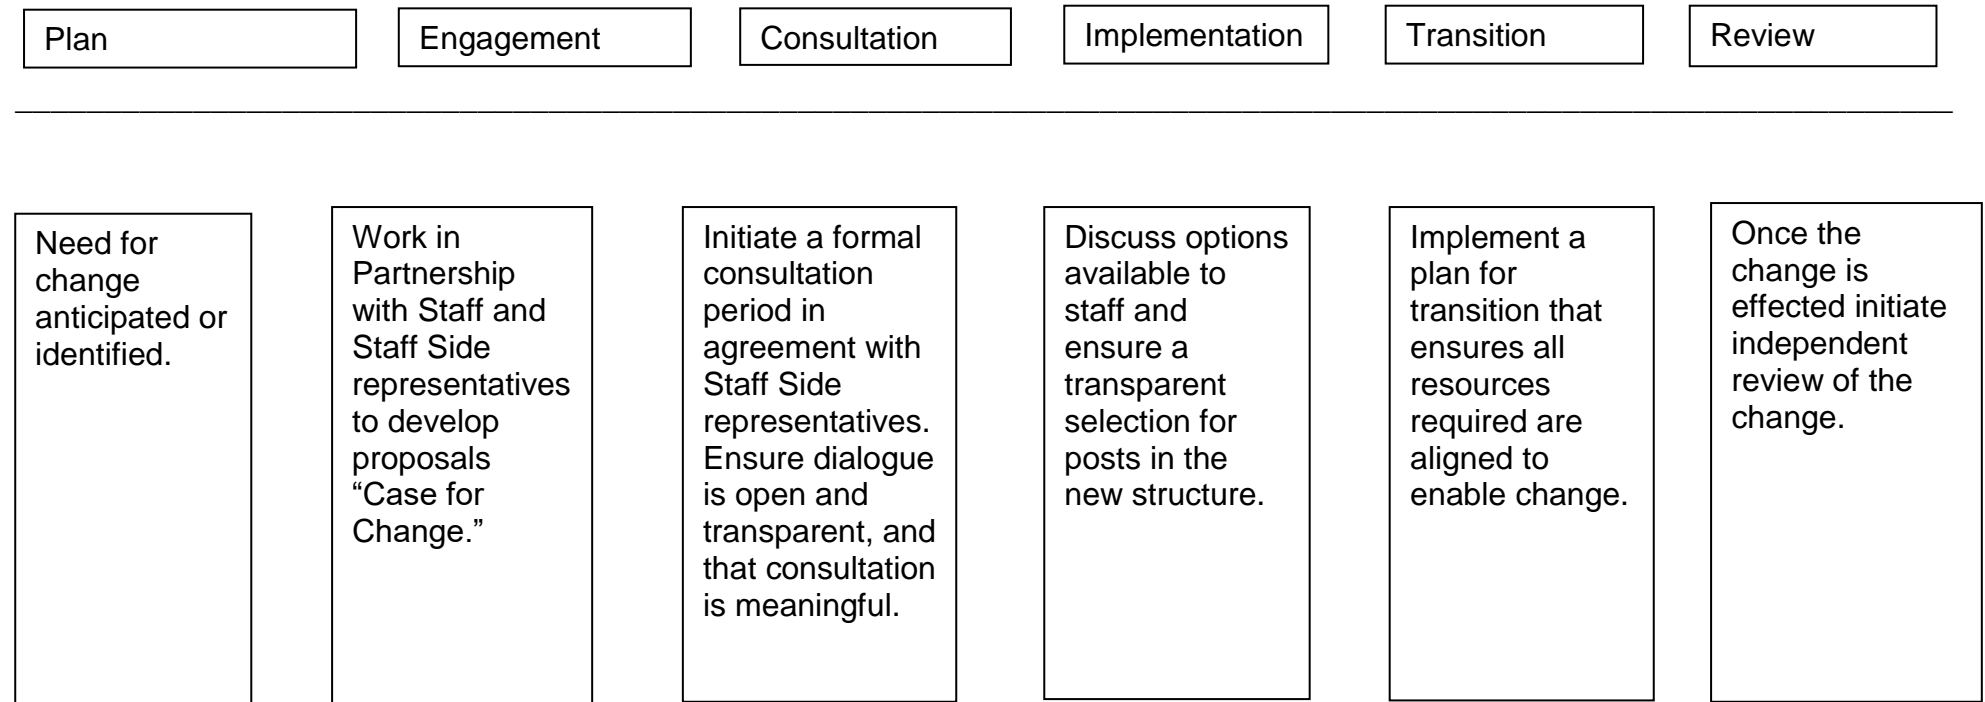 Plan
Engagement
Consultation
Implementation
Transition
Review
Need for
change
anticipated or
identified.
Work in
Partnership
with Staff and
Staff Side
representatives
to develop
proposals
“Case for
Change.”
Initiate a formal
consultation
period in
agreement with
Staff Side
representatives.
Ensure dialogue
is open and
transparent, and
that consultation
is meaningful.
Discuss options
available to
staff and
ensure a
transparent
selection for
posts in the
new structure.
Implement a
plan for
transition that
ensures all
resources
required are
aligned to
enable change.
Once the
change is
effected initiate
independent
review of the
change.